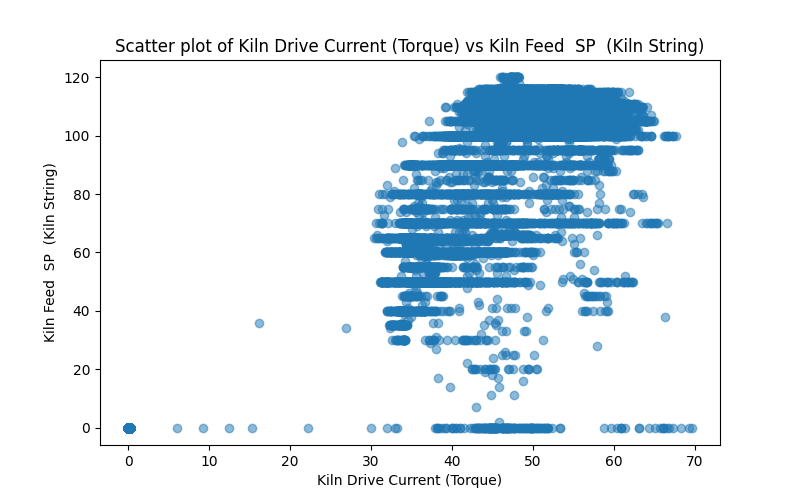 Scatter plot of Kiln Drive Current (Torque) vs Kiln Feed  SP  (Kiln String)
120
100
80
60
40
20
0
Kiln Feed  SP  (Kiln String)
0 10 20 30 40 50 60 70
Kiln Drive Current (Torque)